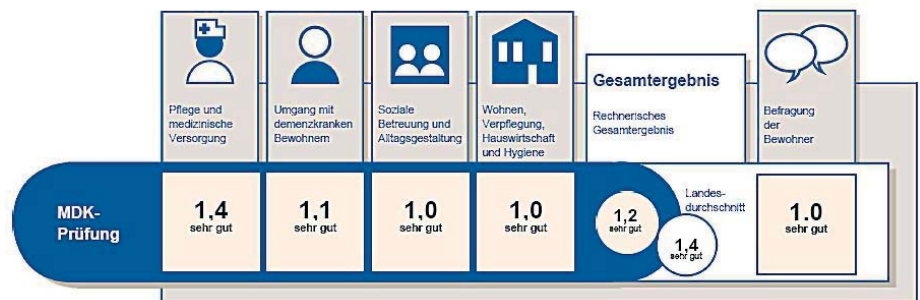 Pflege und
medizinische
Versorgung
Umgang mit
demenzkranken
Bewohnern
Soziale
Betreuung und
Alltagsgestaltung
Wohnen,
Verpflegung,
Hauswirtschaft
und Hygiene
Gesamtergebnis
Rechnerisches
Gesamtergebnis
Befragung
der
Bewohner
MDK-
Prüfung
1,4
sehr gut
1,1
sehr gut
1,0
sehr gut
1,0
sehr gut
1,2
sehr gut
Landes-
durchschnitt
1,4
sehr gut
1.0
sehr gut